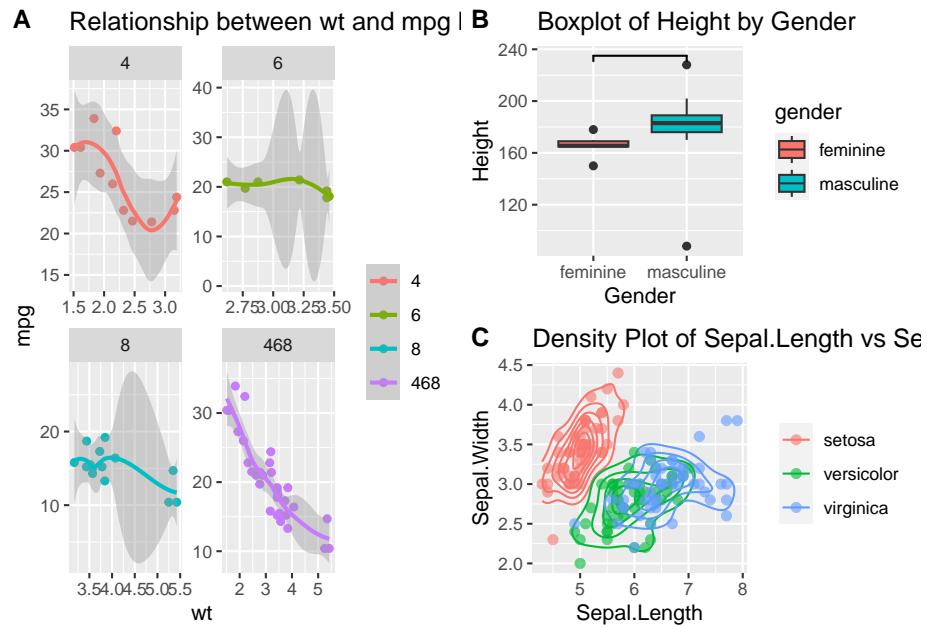 A Relationship between wt and mpg
4
6
35
30
25
20
15
40
30
20
10
0
1.5 2.0 2.5 3.0
2.75 3.00 3.25 3.50
mpg
8
468
20
10
30
20
10
3.5 4.0 4.5 5.0 5.5
2 3 4 5
wt
4
6
8
468
B Boxplot of Height by Gender
240
200
160
120
Height
feminine masculine
Gender
gender
feminine
masculine
C Density Plot of Sepal.Length vs Se
4.5
4.0
3.5
3.0
2.5
2.0
Sepal.Width
5 6 7 8
Sepal.Length
setosa
versicolor
virginica